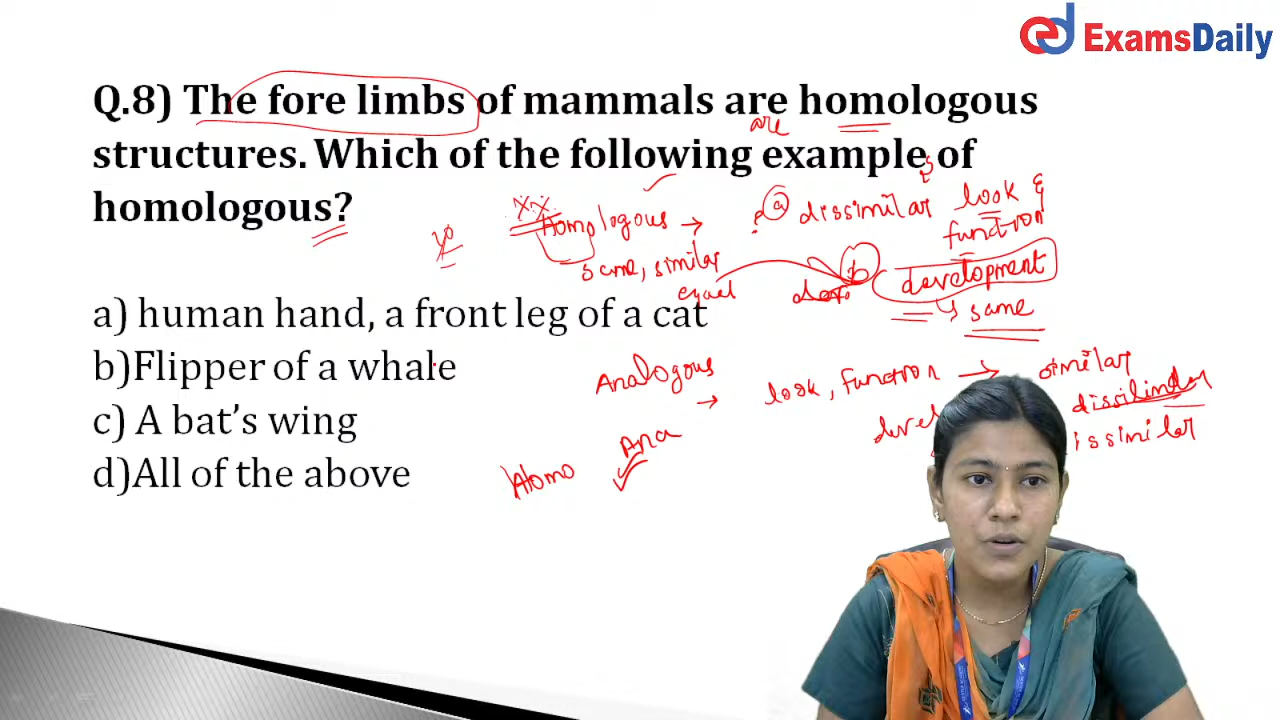 ExamsDaily
Q.8) The fore limbs of mammals are homologous
are
structures. Which of the following example of
s
homologous?
Homologous → ? a dissimilar look &
function
same, similar
equal
b development
↳ same
a) human hand, a front leg of a cat
b)Flipper of a whale
c) A bat's wing
d)All of the above
Analogous → look, function → similar
dissimilar
Homo Ana